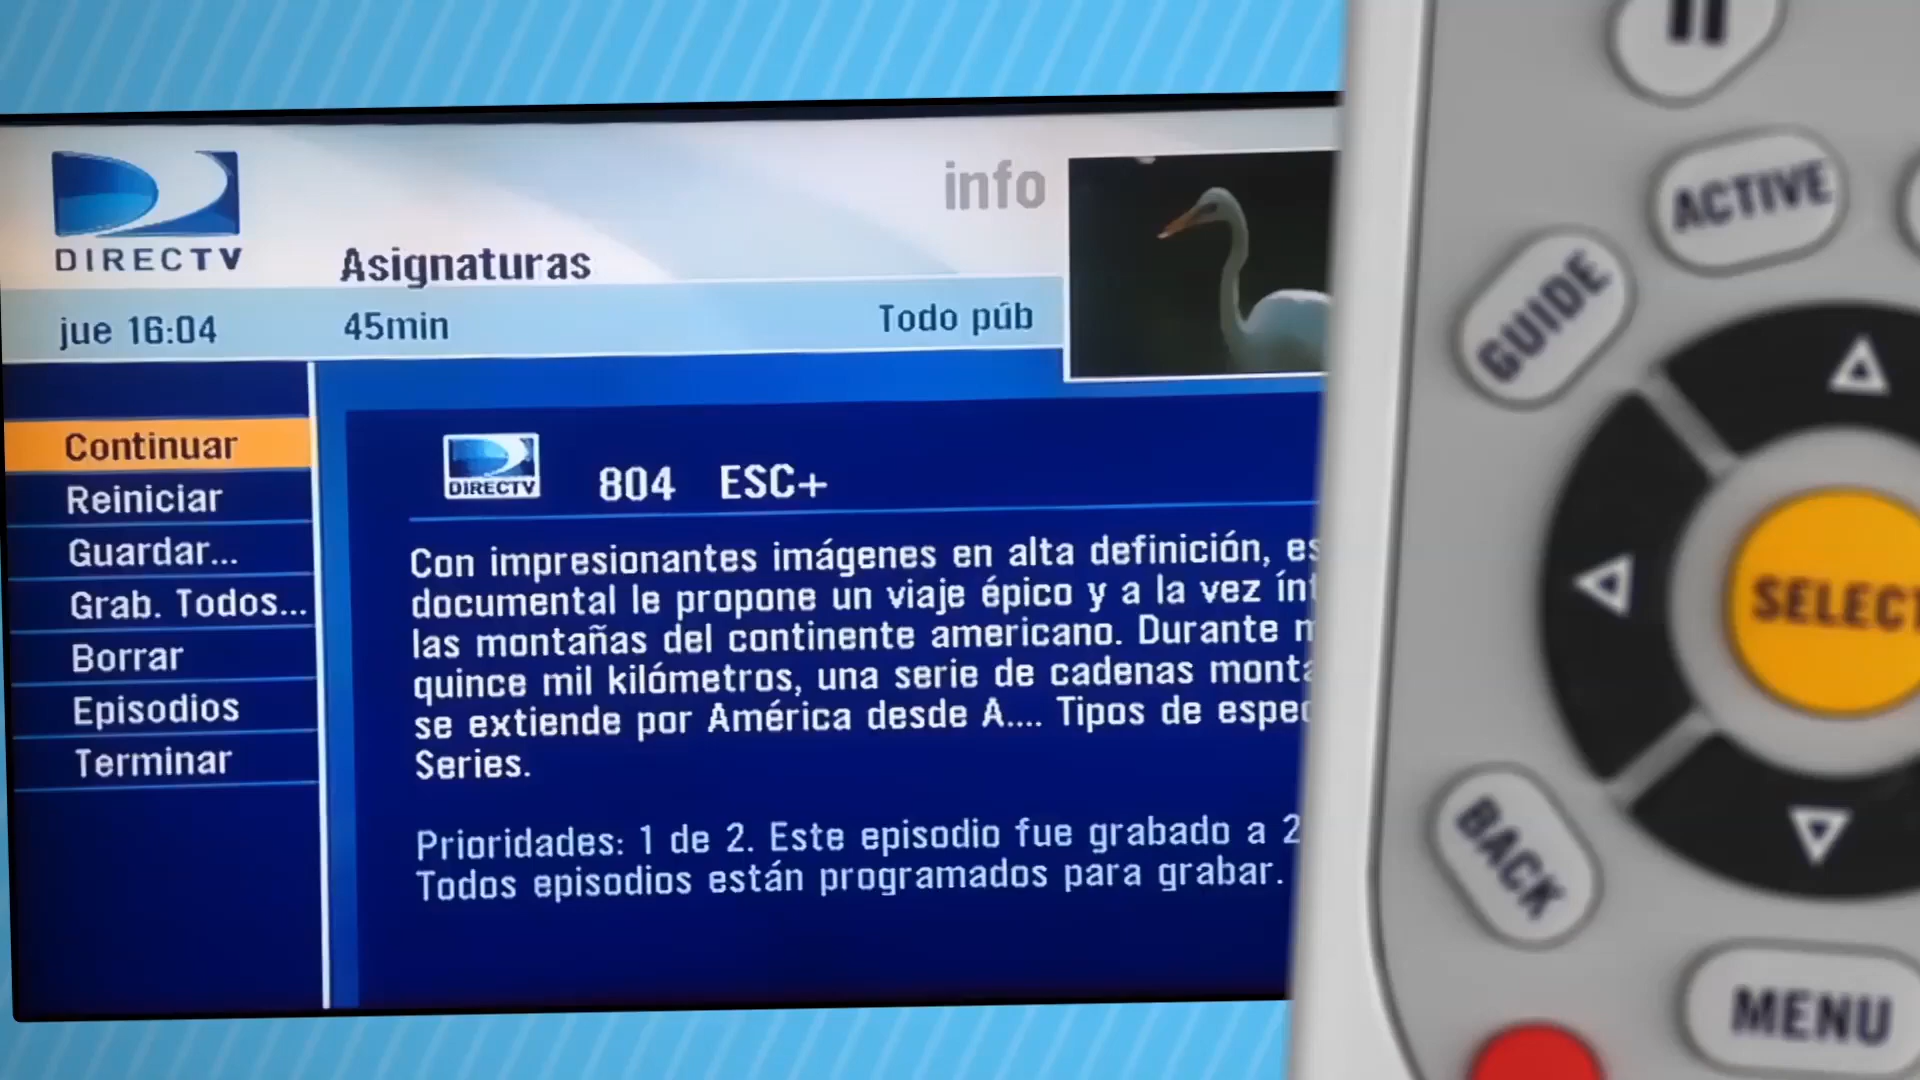 DIRECTV
info
Asignaturas
jue 16:04
45min
Todo púb
Continuar
Reiniciar
Guardar...
Grab. Todos...
Borrar
Episodios
Terminar
DIRECTV
804 ESC+
Con impresionantes imágenes en alta definición,
documental le propone un viaje épico y a la vez
las montañas del continente americano. Durante
quince mil kilómetros, una serie de cadenas
se extiende por América desde A.... Tipos de
Series.
Prioridades: 1 de 2. Este episodio fue grabado a 2
Todos episodios están programados para grabar.
ACTIVE
GUIDE
SELECT
BACK
MENU